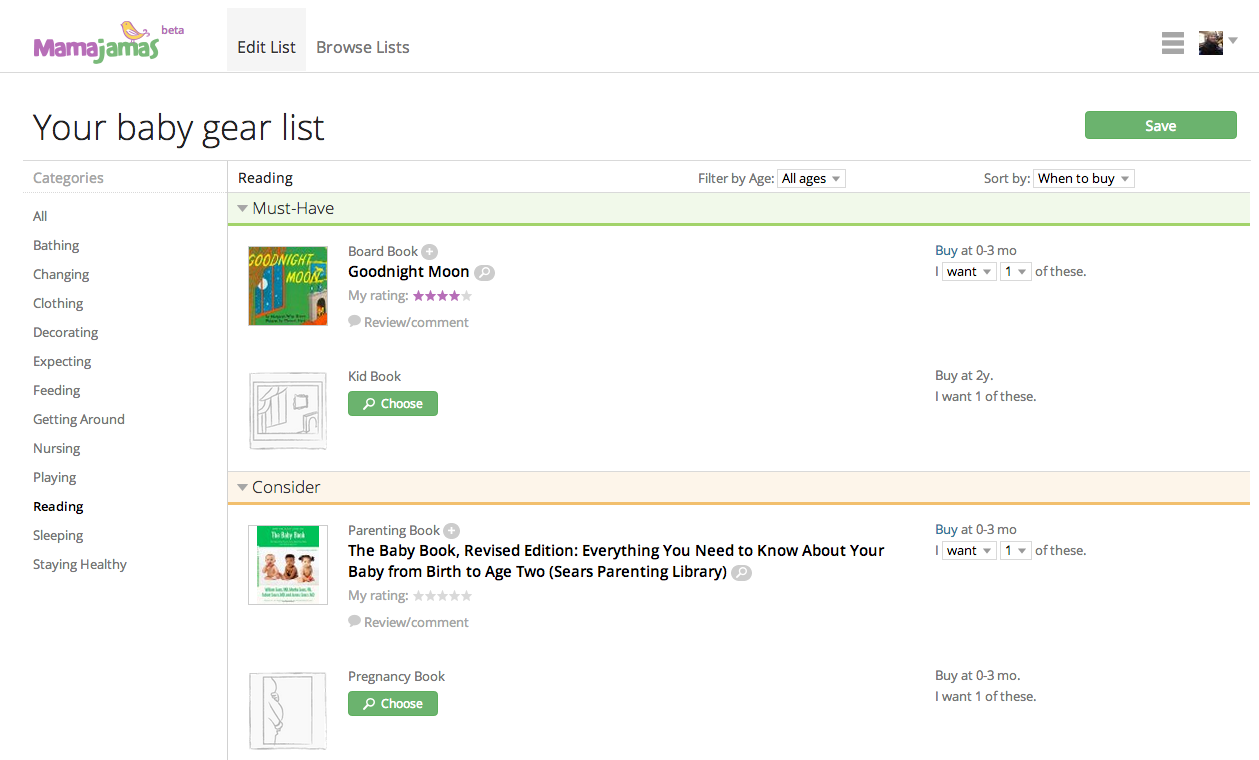 Mamajamas beta
Edit List
Browse Lists
Your baby gear list
Save
Categories
All
Bathing
Changing
Clothing
Decorating
Expecting
Feeding
Getting Around
Nursing
Playing
Reading
Sleeping
Staying Healthy
Reading
Filter by Age: All ages
Sort by: When to buy
Must-Have
GOODNIGHT
MOON
Board Book
Goodnight Moon
My rating:
Review/comment
Buy at 0-3 mo
I want 1 of these.
Kid Book
Choose
Buy at 2y.
I want 1 of these.
Consider
The Baby Book
Parenting Book
The Baby Book, Revised Edition: Everything You Need to Know About Your
Baby from Birth to Age Two (Sears Parenting Library)
My rating:
Review/comment
Buy at 0-3 mo
I want 1 of these.
Pregnancy Book
Choose
Buy at 0-3 mo.
I want 1 of these.